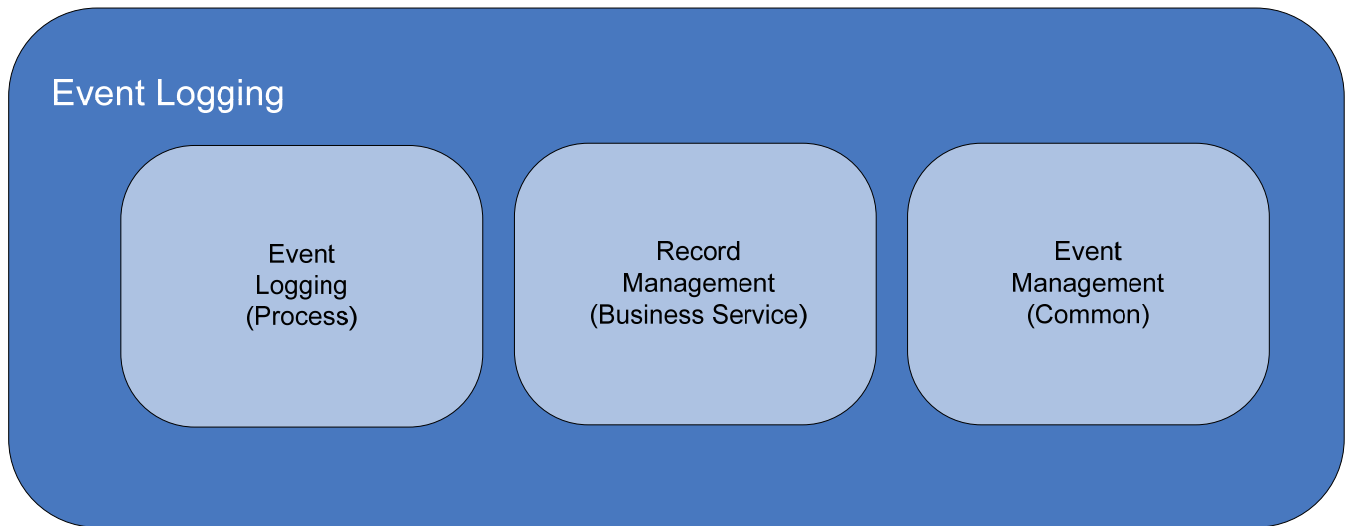 Event Logging
Event
Logging
(Process)
Record
Management
(Business Service)
Event
Management
(Common)